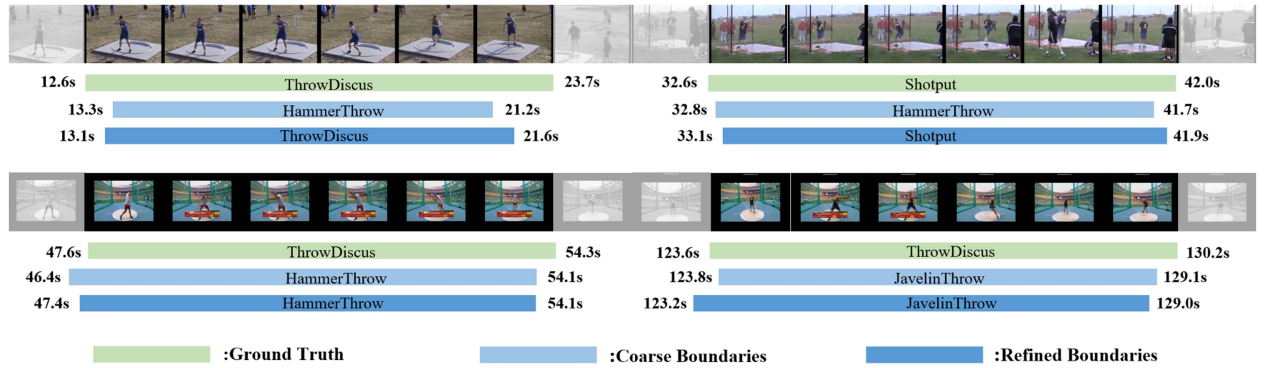 12.6s ThrowDiscus 23.7s
13.3s HammerThrow 21.2s
13.1s ThrowDiscus 21.6s
32.6s Shotput 42.0s
32.8s HammerThrow 41.7s
33.1s Shotput 41.9s
47.6s ThrowDiscus 54.3s
46.4s HammerThrow 54.1s
47.4s HammerThrow 54.1s
123.6s ThrowDiscus 130.2s
123.8s JavelinThrow 129.1s
123.2s JavelinThrow 129.0s
:Ground Truth :Coarse Boundaries :Refined Boundaries